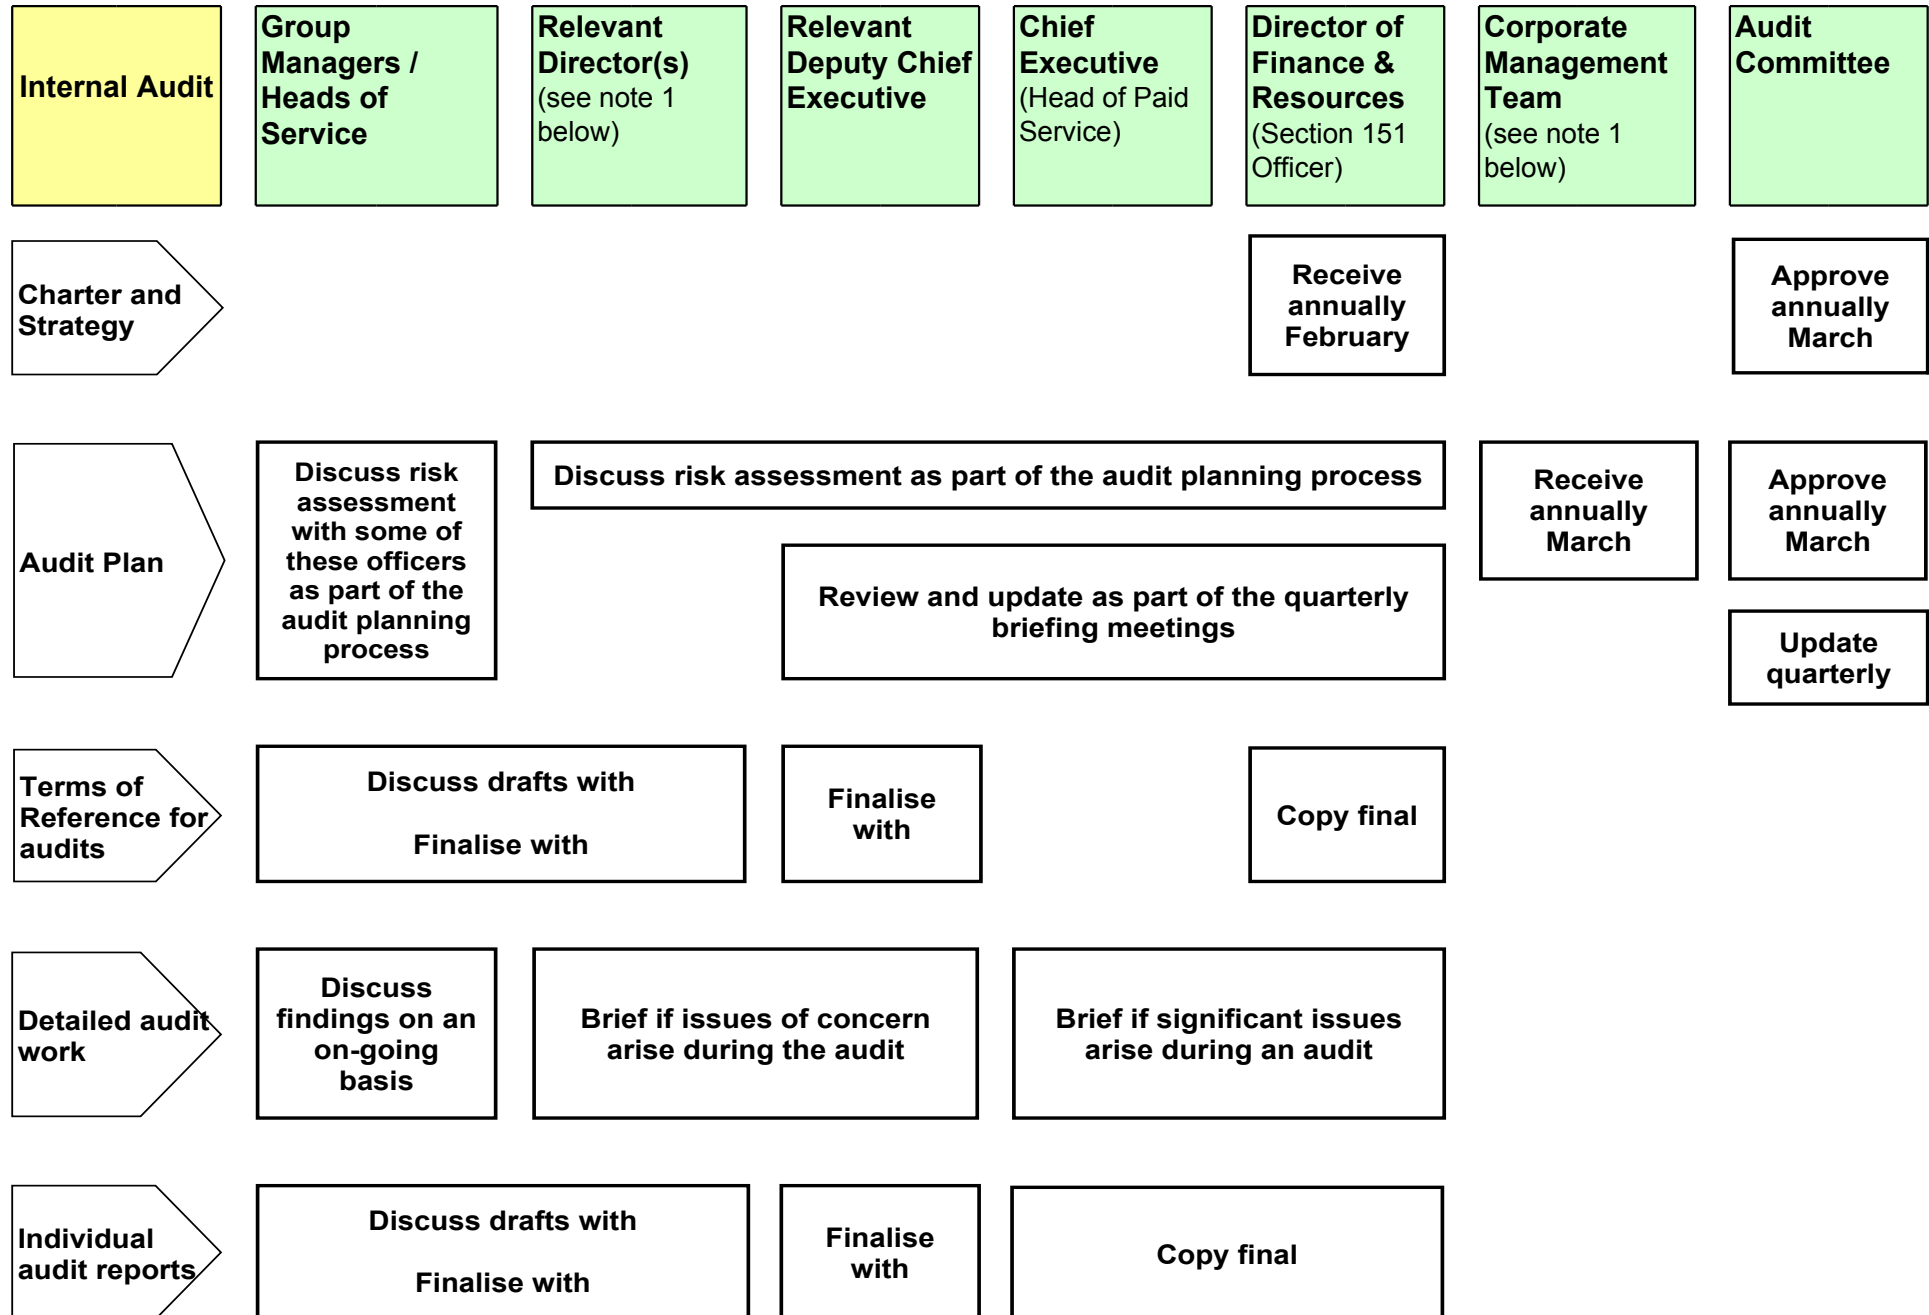 Internal Audit
Group
Managers /
Heads of
Service
Relevant
Director(s)
(see note 1
below)
Relevant
Deputy Chief
Executive
Chief
Executive
(Head of Paid
Service)
Director of
Finance &
Resources
(Section 151
Officer)
Corporate
Management
Team
(see note 1
below)
Audit
Committee
Charter and
Strategy
Receive
annually
February
Approve
annually
March
Audit Plan
Discuss risk
assessment
with some of
these officers
as part of the
audit planning
process
Discuss risk assessment as part of the audit planning process
Review and update as part of the quarterly
briefing meetings
Receive
annually
March
Approve
annually
March
Update
quarterly
Terms of
Reference for
audits
Discuss drafts with
Finalise with
Finalise
with
Copy final
Detailed audit
work
Discuss
findings on an
on-going
basis
Brief if issues of concern
arise during the audit
Brief if significant issues
arise during an audit
Individual
audit reports
Discuss drafts with
Finalise with
Finalise
with
Copy final